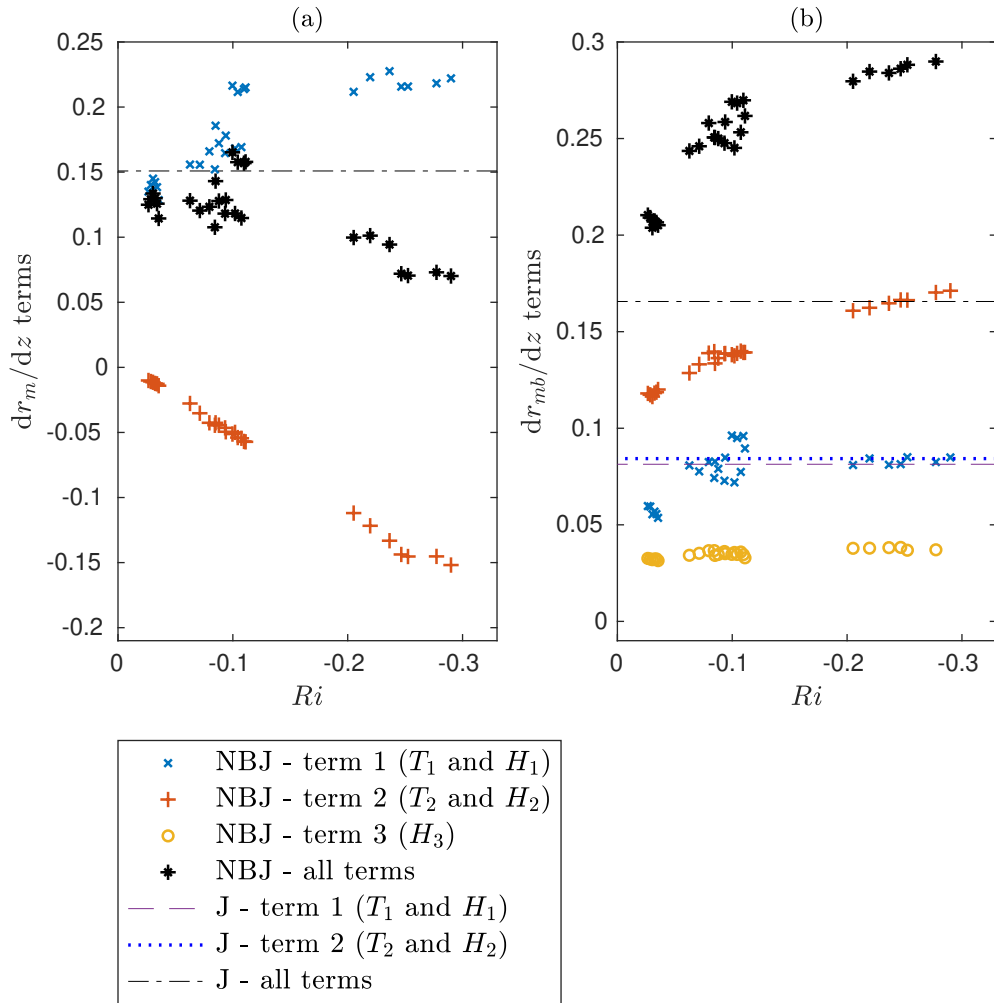 (a)
(b)
0.25
0.2
0.15
0.1
0.05
0
-0.05
-0.1
-0.15
-0.2
dr_m/dz terms
0 -0.1 -0.2 -0.3
Ri
0.3
0.25
0.2
0.15
0.1
0.05
0
dr_mb/dz terms
0 -0.1 -0.2 -0.3
Ri
NBJ - term 1 (T_1 and H_1)
NBJ - term 2 (T_2 and H_2)
NBJ - term 3 (H_3)
NBJ - all terms
J - term 1 (T_1 and H_1)
J - term 2 (T_2 and H_2)
J - all terms